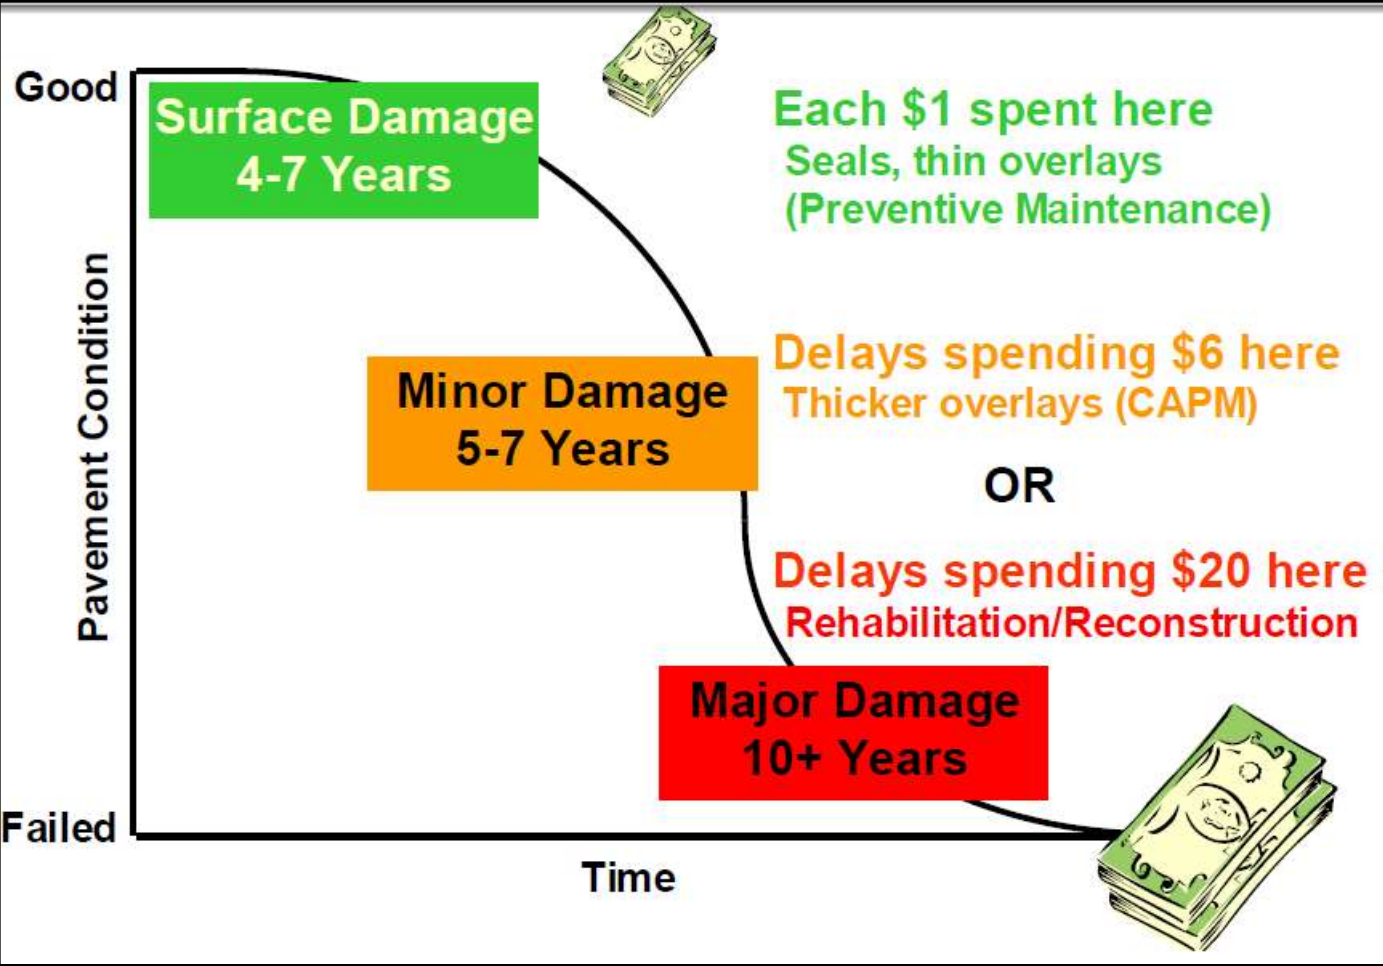 Good
Surface Damage
4-7 Years
Each $1 spent here
Seals, thin overlays
(Preventive Maintenance)
Pavement Condition
Minor Damage
5-7 Years
Delays spending $6 here
Thicker overlays (CAPM)
OR
Delays spending $20 here
Rehabilitation/Reconstruction
Major Damage
10+ Years
Failed
Time